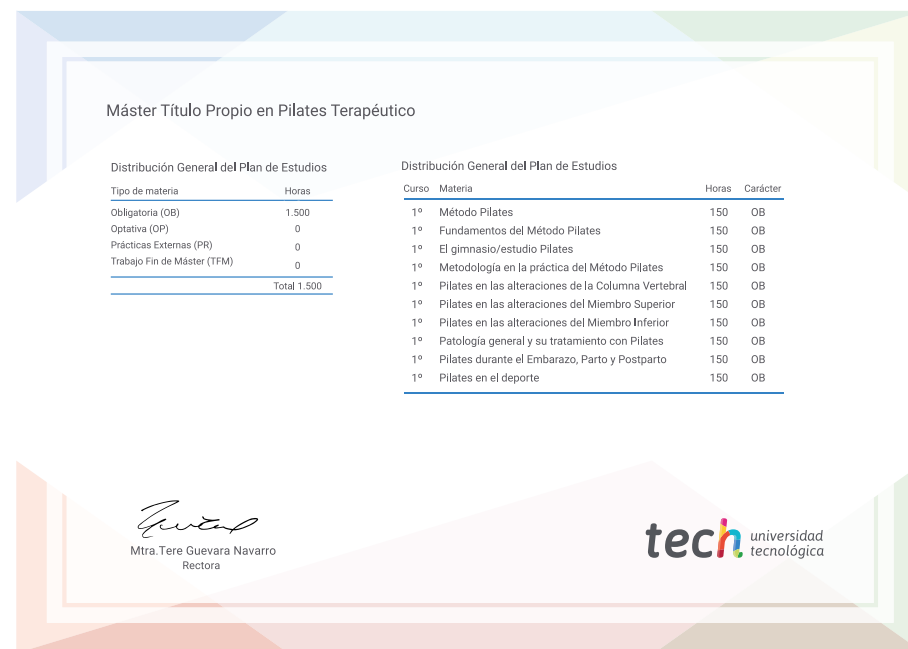 Máster Título Propio en Pilates Terapéutico
Distribución General del Plan de Estudios
Tipo de materia Horas
Obligatoria (OB) 1.500
Optativa (OP) 0
Prácticas Externas (PR) 0
Trabajo Fin de Máster (TFM) 0
Total 1.500
Distribución General del Plan de Estudios
Curso Materia Horas Carácter
1º Método Pilates 150 OB
1º Fundamentos del Método Pilates 150 OB
1º El gimnasio/estudio Pilates 150 OB
1º Metodología en la práctica del Método Pilates 150 OB
1º Pilates en las alteraciones de la Columna Vertebral 150 OB
1º Pilates en las alteraciones del Miembro Superior 150 OB
1º Pilates en las alteraciones del Miembro Inferior 150 OB
1º Patología general y su tratamiento con Pilates 150 OB
1º Pilates durante el Embarazo, Parto y Postparto 150 OB
1º Pilates en el deporte 150 OB
Mtra.Tere Guevara Navarro
Rectora
tech universidad
tecnológica